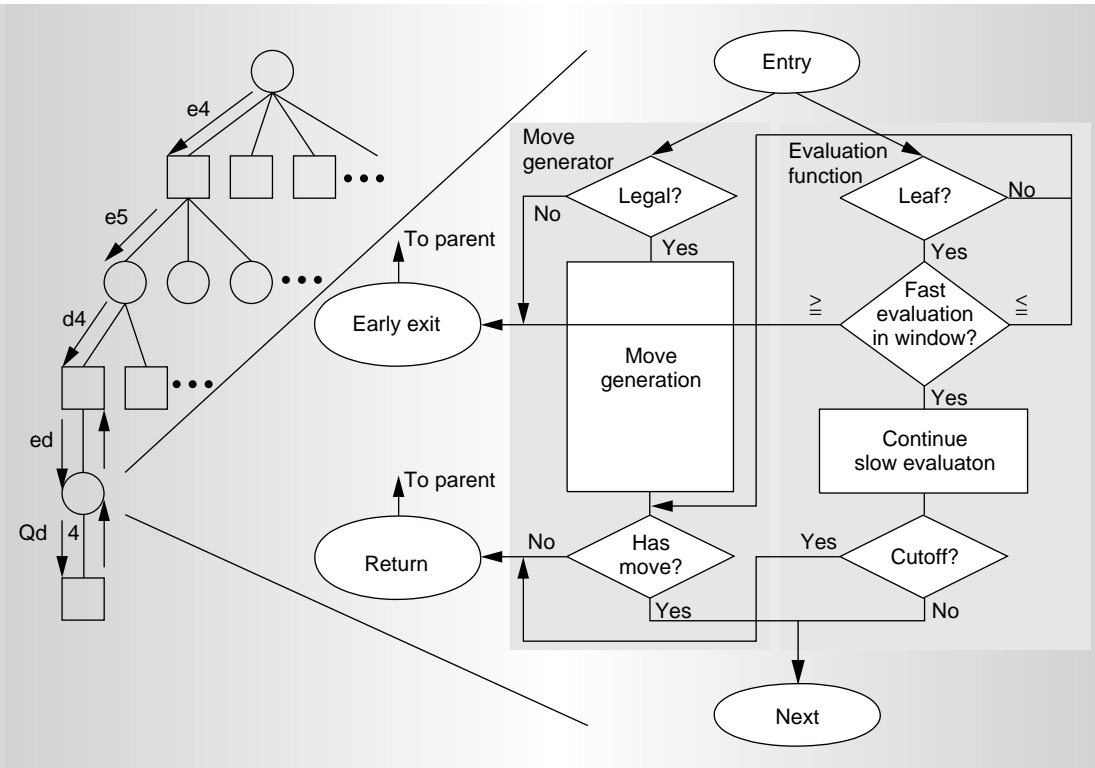 e4
e5
d4
ed
Qd 4
Entry
Move
generator
Legal?
No
Yes
To parent
Early exit
Move
generation
To parent
Return
No
Has
move?
Yes
Evaluation
function
Leaf?
No
Yes
≧
Fast
evaluation
in window?
≦
Yes
Continue
slow evaluaton
Yes
Cutoff?
No
Next